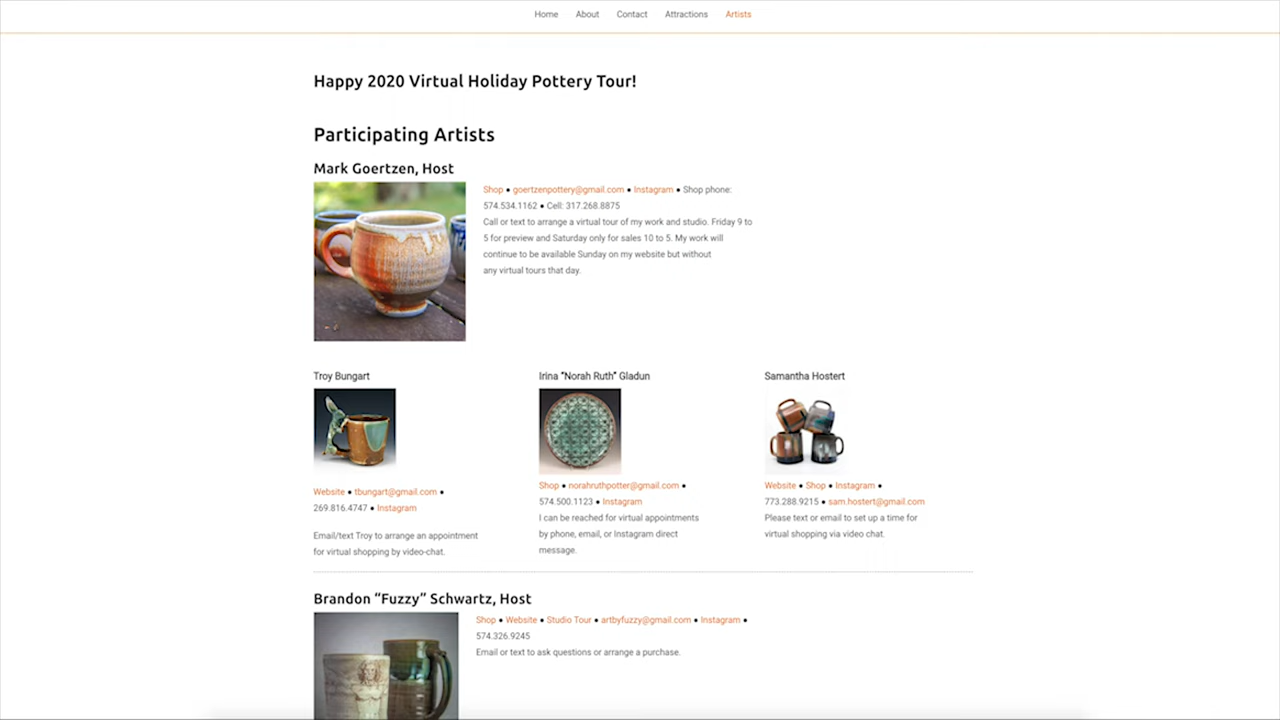 Home About Contact Attractions Artists
Happy 2020 Virtual Holiday Pottery Tour!
Participating Artists
Mark Goertzen, Host
Shop • goertzenpottery@gmail.com • Instagram • Shop phone:
574.534.1162 • Cell: 317.268.8875
Call or text to arrange a virtual tour of my work and studio. Friday 9 to
5 for preview and Saturday only for sales 10 to 5. My work will
continue to be available Sunday on my website but without
any virtual tours that day.
Troy Bungart
Website • tbungart@gmail.com •
269.816.4747 • Instagram
Email/text Troy to arrange an appointment
for virtual shopping by video-chat.
Irina “Norah Ruth” Gladun
Shop • norahruthpotter@gmail.com •
574.500.1123 • Instagram
I can be reached for virtual appointments
by phone, email, or Instagram direct
message.
Samantha Hostert
Website • Shop • Instagram •
773.288.9215 • sam.hostert@gmail.com
Please text or email to set up a time for
virtual shopping via video chat.
Brandon “Fuzzy” Schwartz, Host
Shop • Website • Studio Tour • artbyfuzzy@gmail.com • Instagram •
574.326.9245
Email or text to ask questions or arrange a purchase.